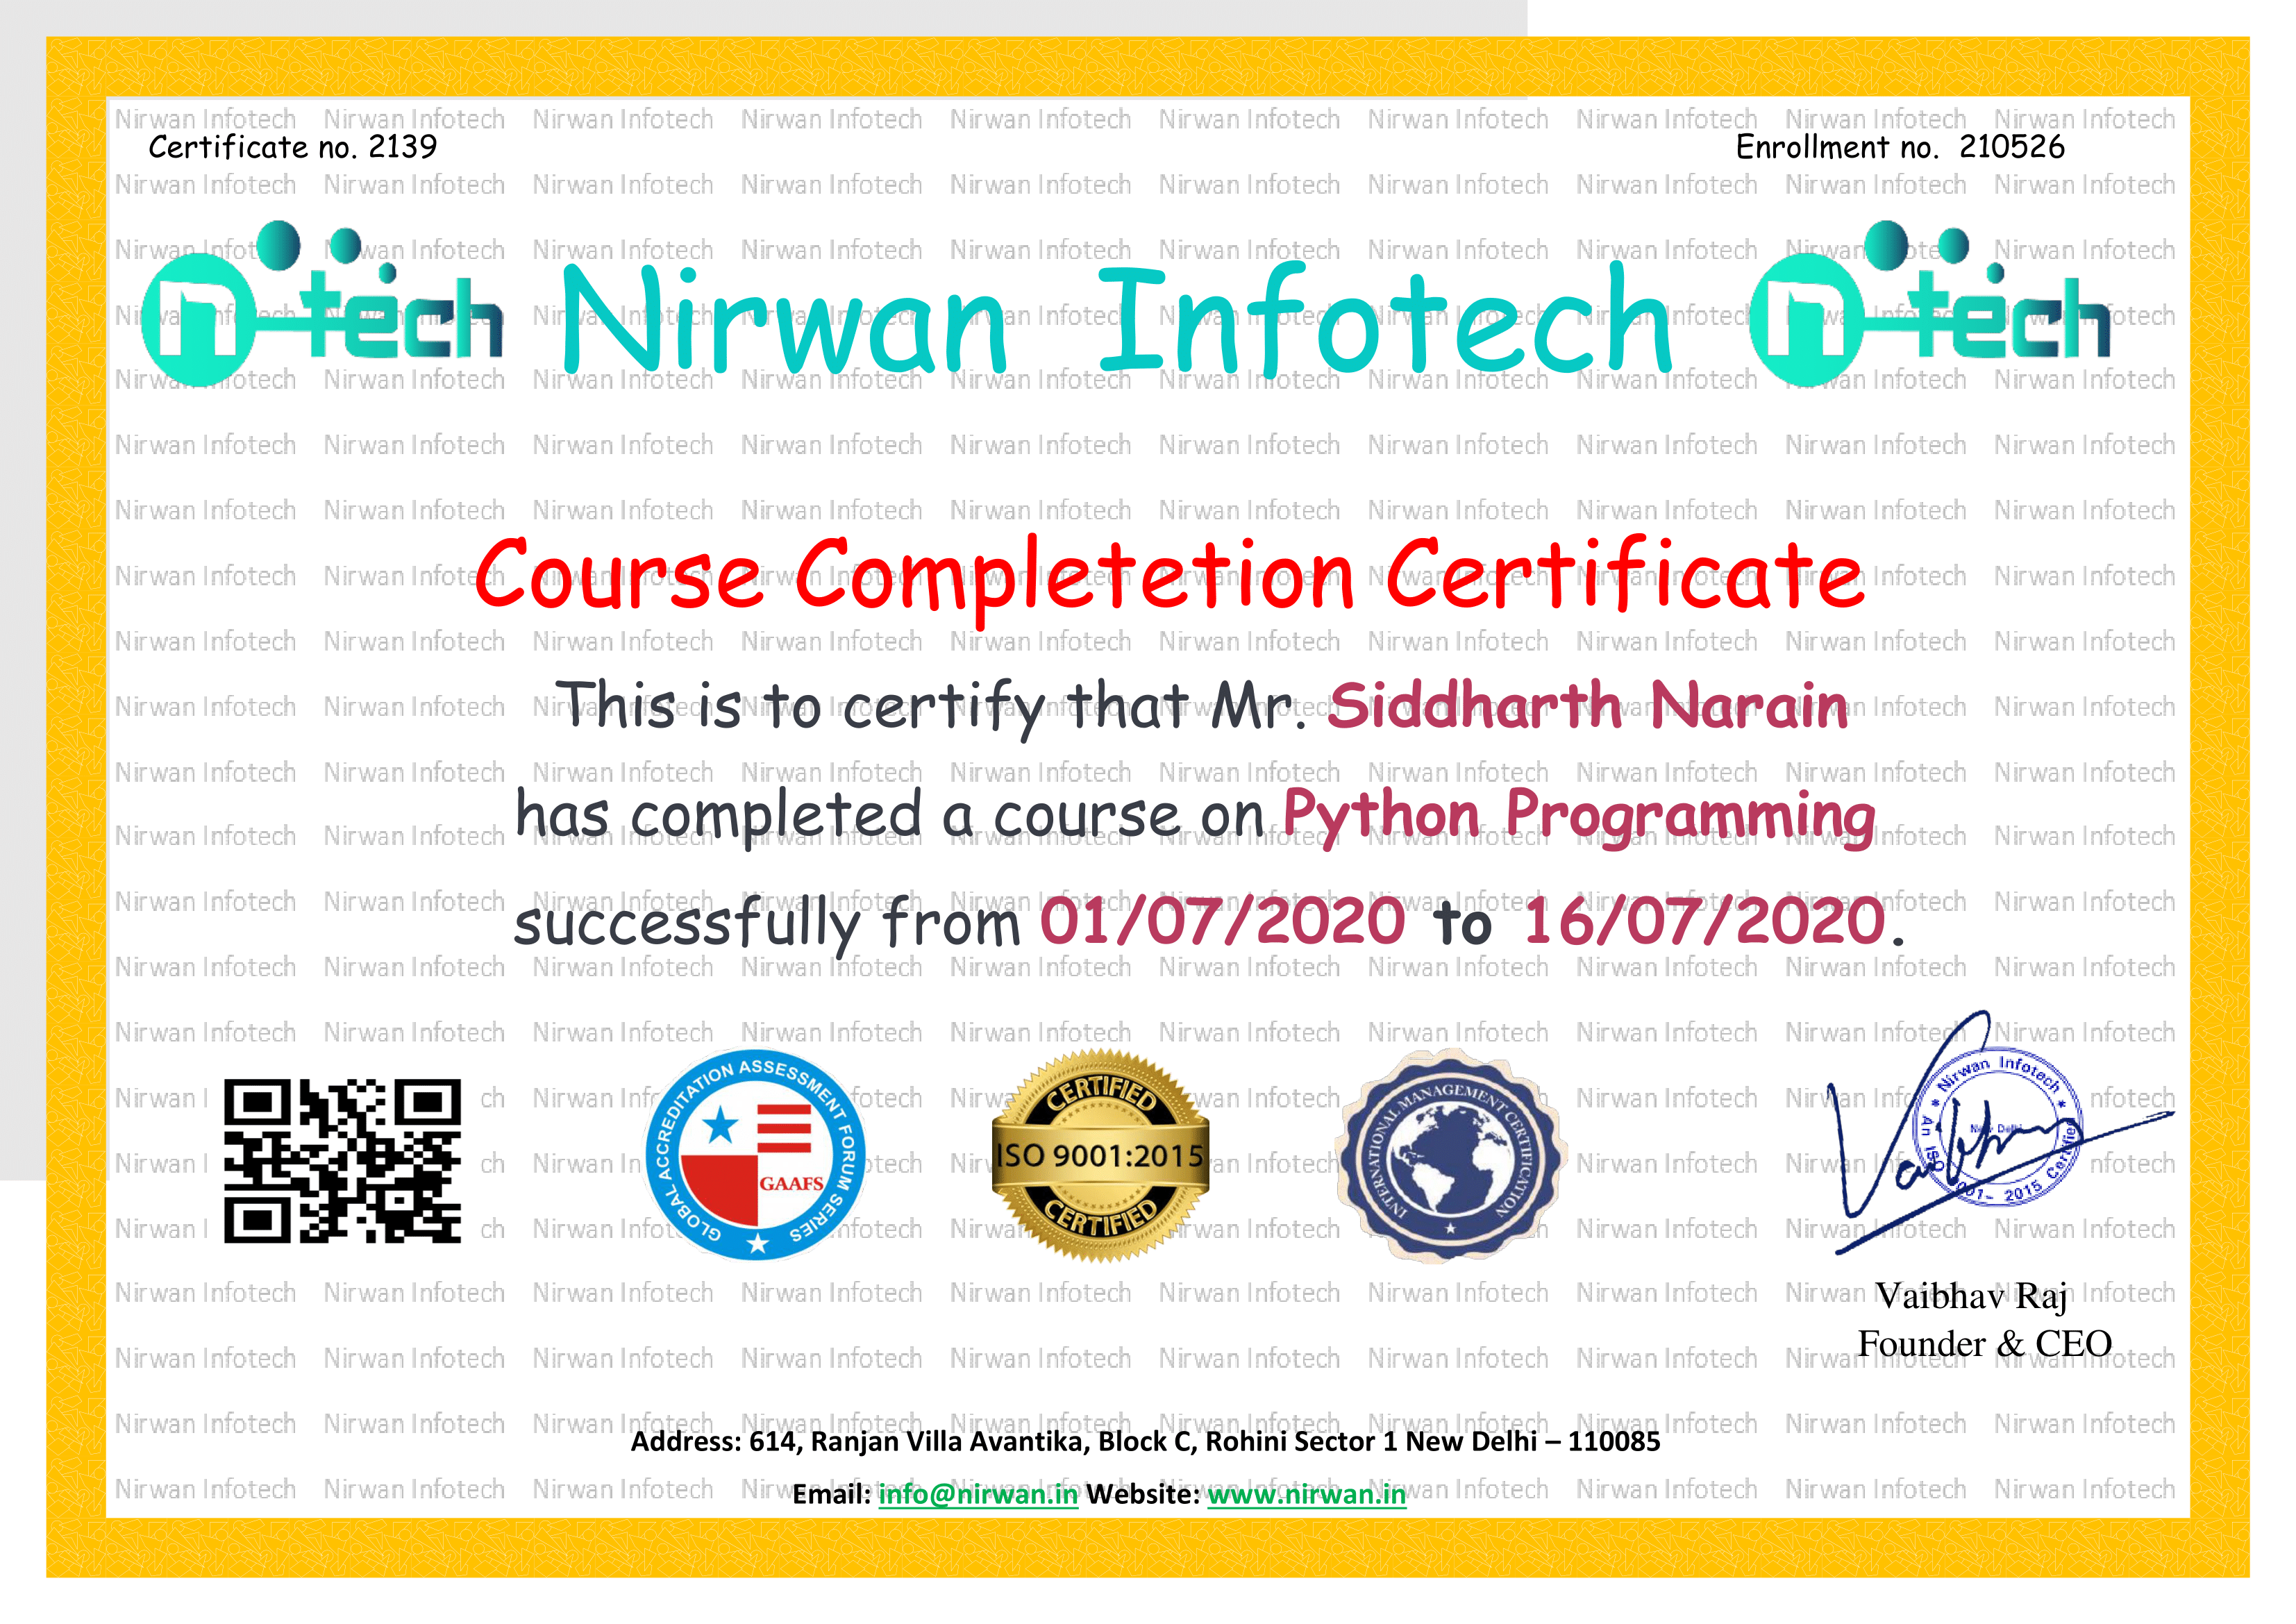 Certificate no. 2139
Enrollment no. 210526
n-tech Nirwan Infotech n-tech
Course Completetion Certificate
This is to certify that Mr. Siddharth Narain
has completed a course on Python Programming
successfully from 01/07/2020 to 16/07/2020.
GLOBAL ACCREDITATION ASSESSMENT FORUM SERIES
GAAFS
CERTIFIED
ISO 9001:2015
CERTIFIED
INTERNATIONAL MANAGEMENT CERTIFICATION
* Nirwan Infotech *
New Delhi
An ISO 2015 Certified
Vaibhav Raj
Founder & CEO
Address: 614, Ranjan Villa Avantika, Block C, Rohini Sector 1 New Delhi – 110085
Email: info@nirwan.in Website: www.nirwan.in